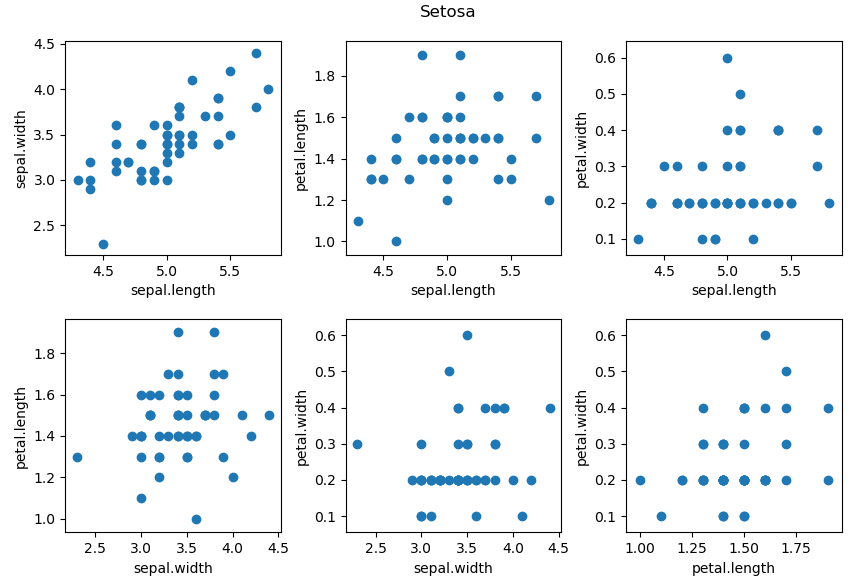 Setosa
4.5
4.0
3.5
3.0
2.5
sepal.width
4.5 5.0 5.5
sepal.length
1.8
1.6
1.4
1.2
1.0
petal.length
4.5 5.0 5.5
sepal.length
0.6
0.5
0.4
0.3
0.2
0.1
petal.width
4.5 5.0 5.5
sepal.length
1.8
1.6
1.4
1.2
1.0
petal.length
2.5 3.0 3.5 4.0 4.5
sepal.width
0.6
0.5
0.4
0.3
0.2
0.1
petal.width
2.5 3.0 3.5 4.0 4.5
sepal.width
0.6
0.5
0.4
0.3
0.2
0.1
petal.width
1.00 1.25 1.50 1.75
petal.length